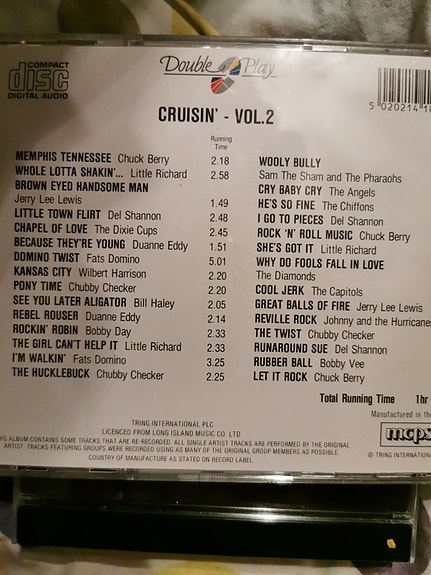 COMPACT
disc
DIGITAL AUDIO
Double Play
5 020214 1
CRUISIN' - VOL.2
Running
Time
MEMPHIS TENNESSEE Chuck Berry 2.18
WHOLE LOTTA SHAKIN'... Little Richard 2.58
BROWN EYED HANDSOME MAN
Jerry Lee Lewis 1.49
LITTLE TOWN FLIRT Del Shannon 2.48
CHAPEL OF LOVE The Dixie Cups 2.45
BECAUSE THEY'RE YOUNG Duanne Eddy 1.51
DOMINO TWIST Fats Domino 5.01
KANSAS CITY Wilbert Harrison 2.20
PONY TIME Chubby Checker 2.20
SEE YOU LATER ALIGATOR Bill Haley 2.05
REBEL ROUSER Duanne Eddy 2.14
ROCKIN' ROBIN Bobby Day 2.33
THE GIRL CAN'T HELP IT Little Richard 2.33
I'M WALKIN' Fats Domino 3.25
THE HUCKLEBUCK Chubby Checker 2.25
WOOLY BULLY
Sam The Sham and The Pharaohs
CRY BABY CRY The Angels
HE'S SO FINE The Chiffons
I GO TO PIECES Del Shannon
ROCK 'N' ROLL MUSIC Chuck Berry
SHE'S GOT IT Little Richard
WHY DO FOOLS FALL IN LOVE
The Diamonds
COOL JERK The Capitols
GREAT BALLS OF FIRE Jerry Lee Lewis
REVILLE ROCK Johnny and the Hurricanes
THE TWIST Chubby Checker
RUNAROUND SUE Del Shannon
RUBBER BALL Bobby Vee
LET IT ROCK Chuck Berry
Total Running Time 1hr
Manufactured in the
mcps
© TRING INTERNATIONA
TRING INTERNATIONAL PLC
LICENCED FROM LONG ISLAND MUSIC CO. LTD.
THIS ALBUM CONTAINS SOME TRACKS THAT ARE RE-RECORDED. ALL SINGLE ARTIST TRACKS ARE PERFORMED BY THE ORIGINAL
ARTIST. TRACKS FEATURING GROUPS WERE RECORDED USING AS MANY OF THE ORIGINAL GROUP MEMBERS AS POSSIBLE.
COUNTRY OF MANUFACTURE AS STATED ON RECORD LABEL.